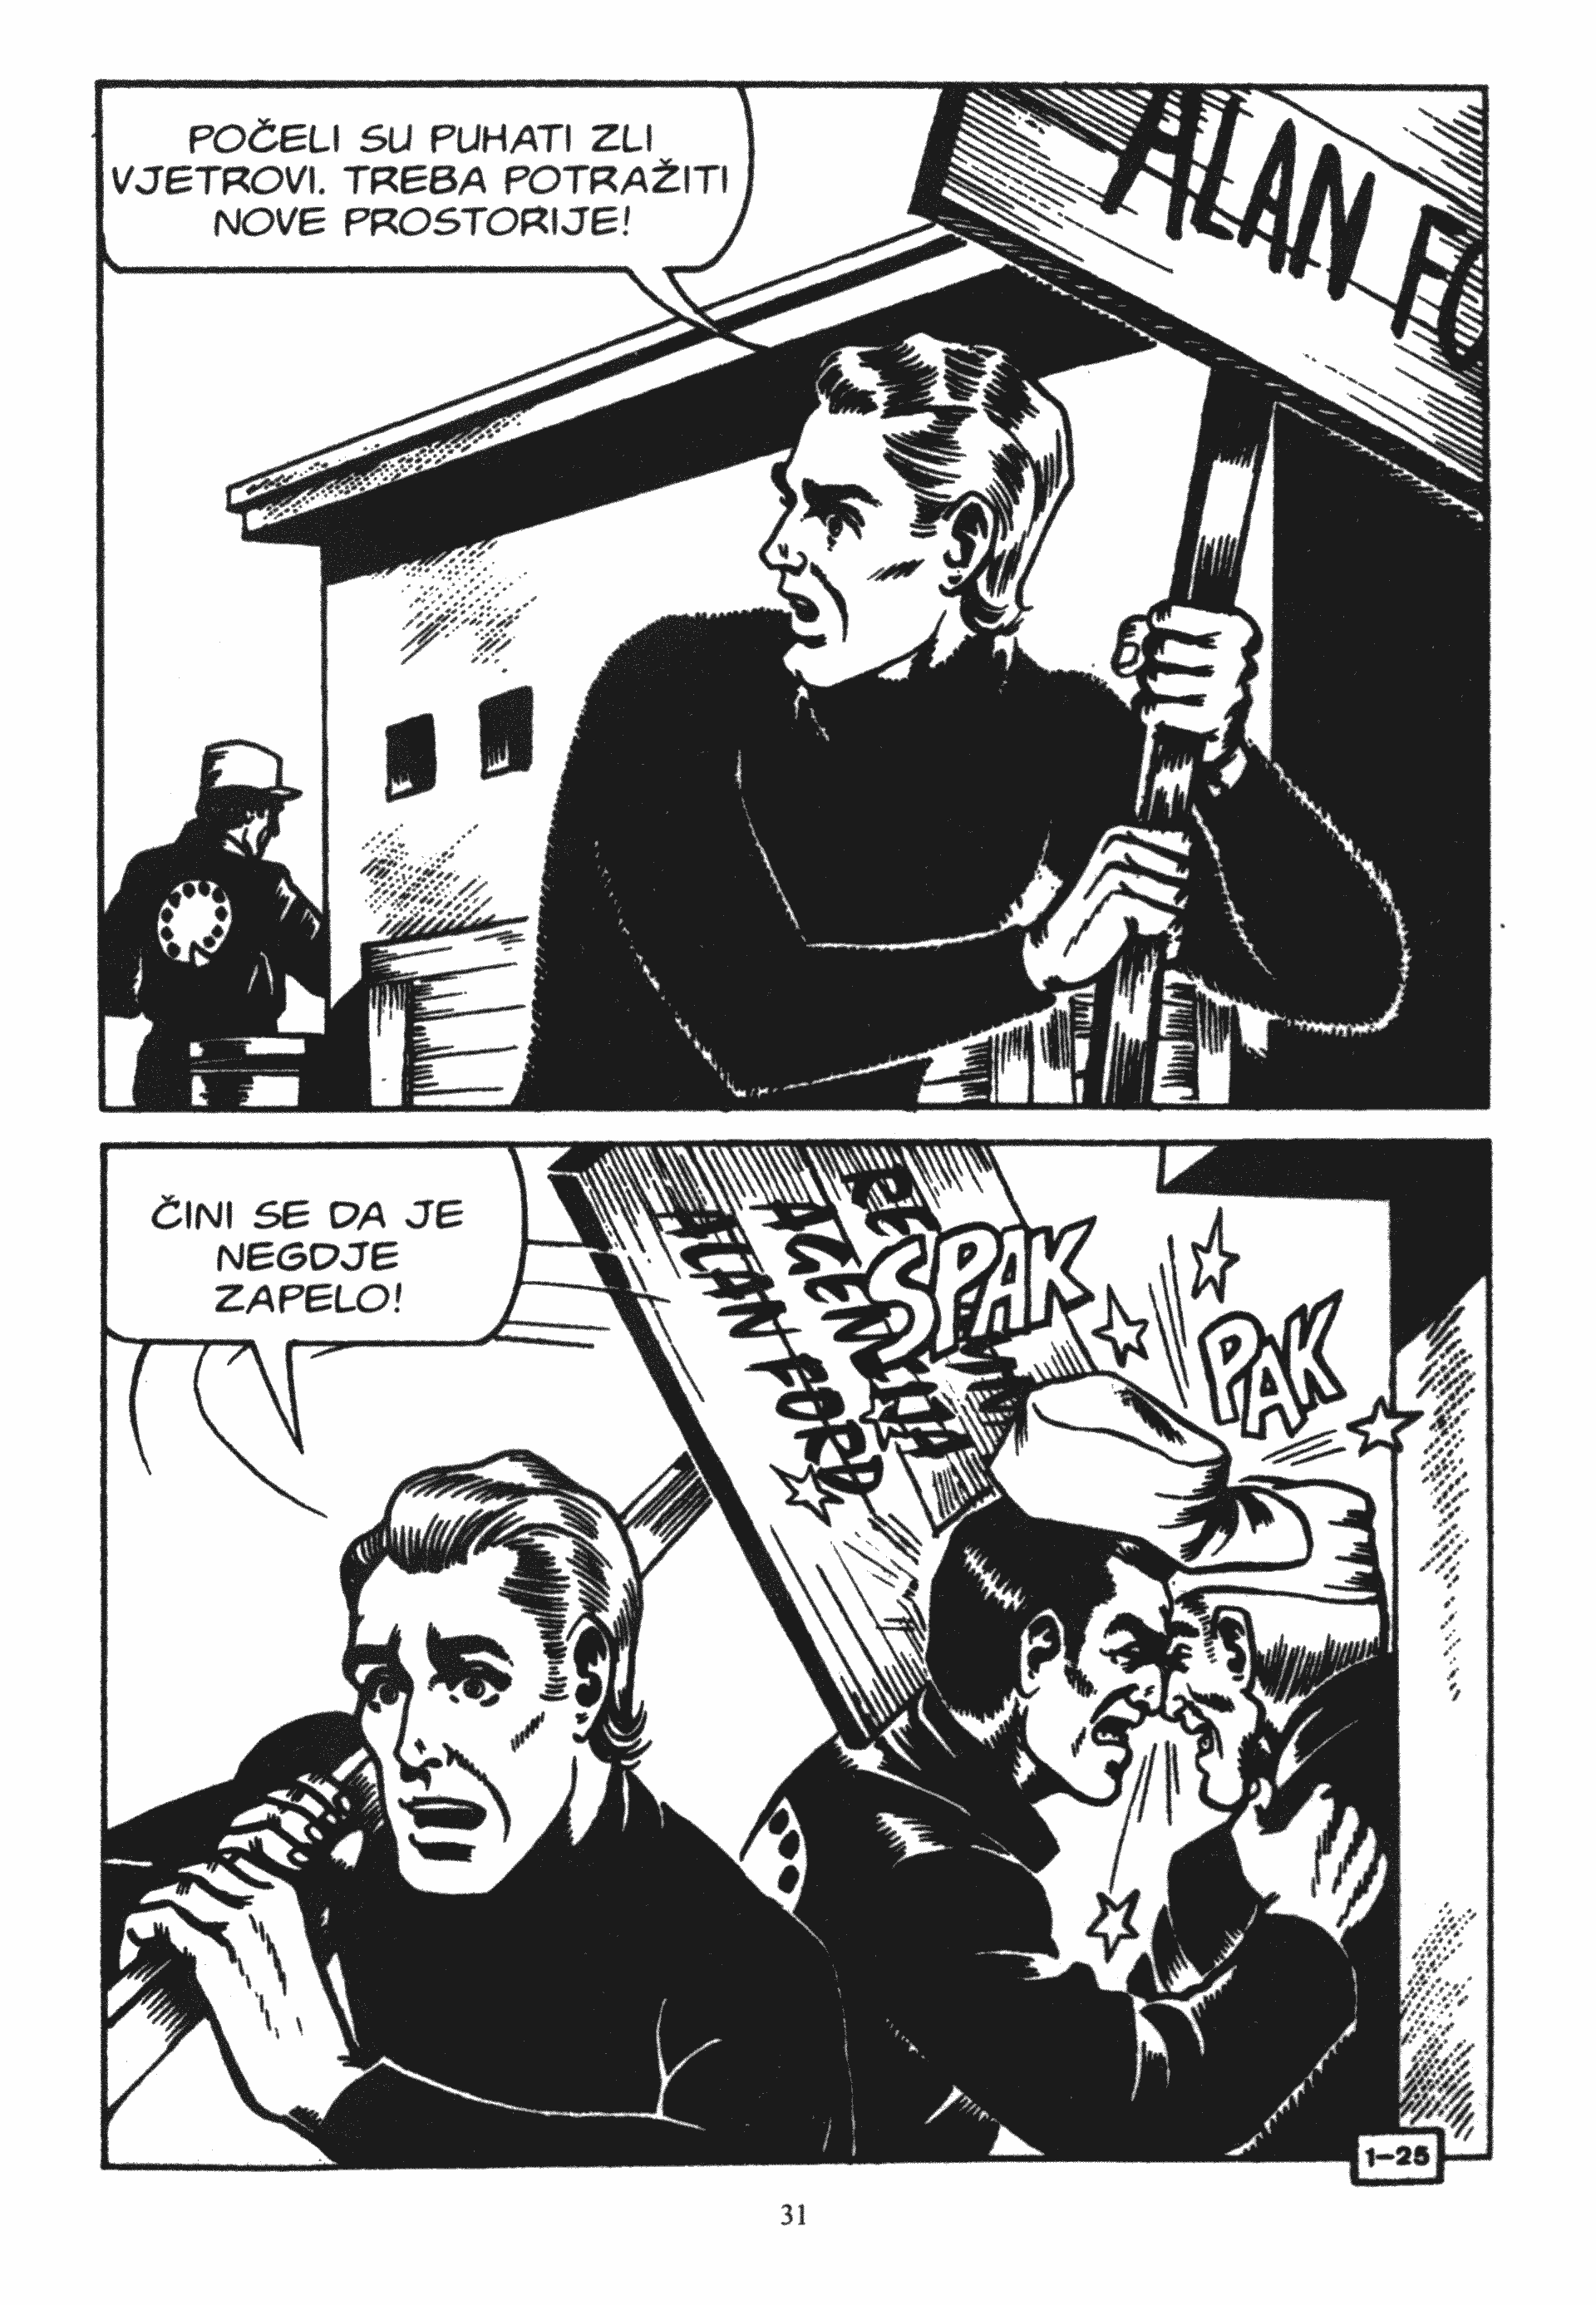 POČELI SU PUHATI ZLI
VJETROVI. TREBA POTRAŽITI
NOVE PROSTORIJE!
ALAN FO
ČINI SE DA JE
NEGDJE
ZAPELO!
ALAN FORD
SPAK
PAK
1-25
31